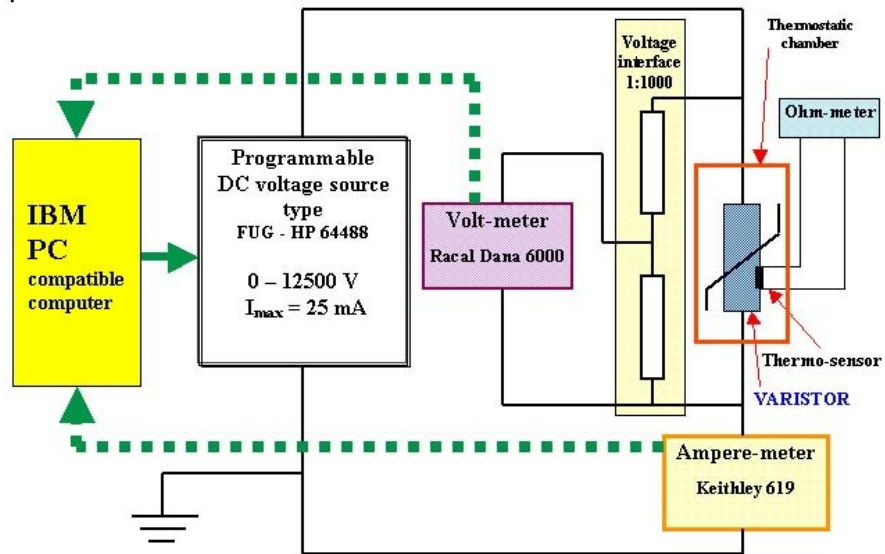 Thermostatic
chamber
Voltage
interface
1:1000
Ohm-meter
IBM
PC
compatible
computer
Programmable
DC voltage source
type
FUG - HP 64488
0 – 12500 V
Imax = 25 mA
Volt-meter
Racal Dana 6000
Thermo-sensor
VARISTOR
Ampere-meter
Keithley 619